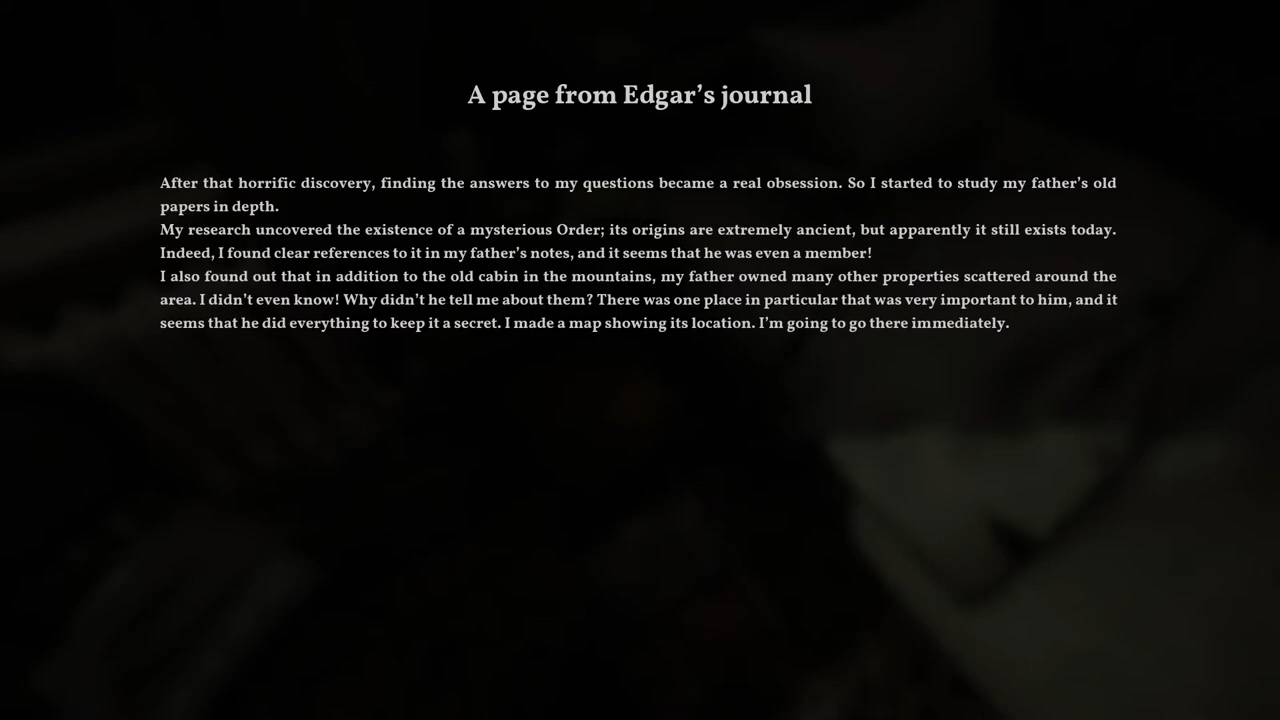 A page from Edgar’s journal
After that horrific discovery, finding the answers to my questions became a real obsession. So I started to study my father’s old
papers in depth.
My research uncovered the existence of a mysterious Order; its origins are extremely ancient, but apparently it still exists today.
Indeed, I found clear references to it in my father’s notes, and it seems that he was even a member!
I also found out that in addition to the old cabin in the mountains, my father owned many other properties scattered around the
area. I didn’t even know! Why didn’t he tell me about them? There was one place in particular that was very important to him, and it
seems that he did everything to keep it a secret. I made a map showing its location. I’m going to go there immediately.